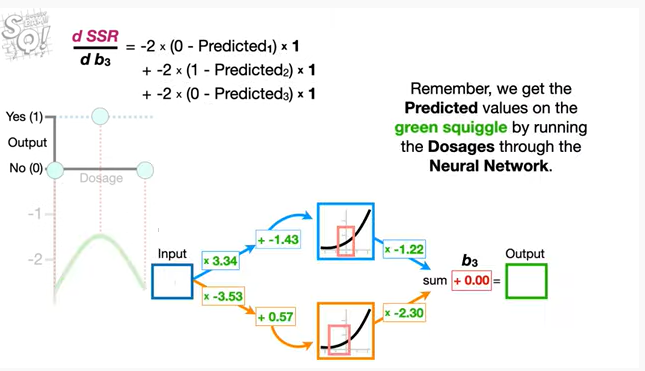 SQ!
d SSR
d b₃
= -2 × (0 - Predicted₁) × 1
+ -2 × (1 - Predicted₂) × 1
+ -2 × (0 - Predicted₃) × 1
Remember, we get the
Predicted values on the
green squiggle by running
the Dosages through the
Neural Network.
Yes (1)
Output
No (0)
Dosage
-1
-2
Input
x 3.34
+ -1.43
x -1.22
x -3.53
+ 0.57
x -2.30
b₃
sum + 0.00 =
Output